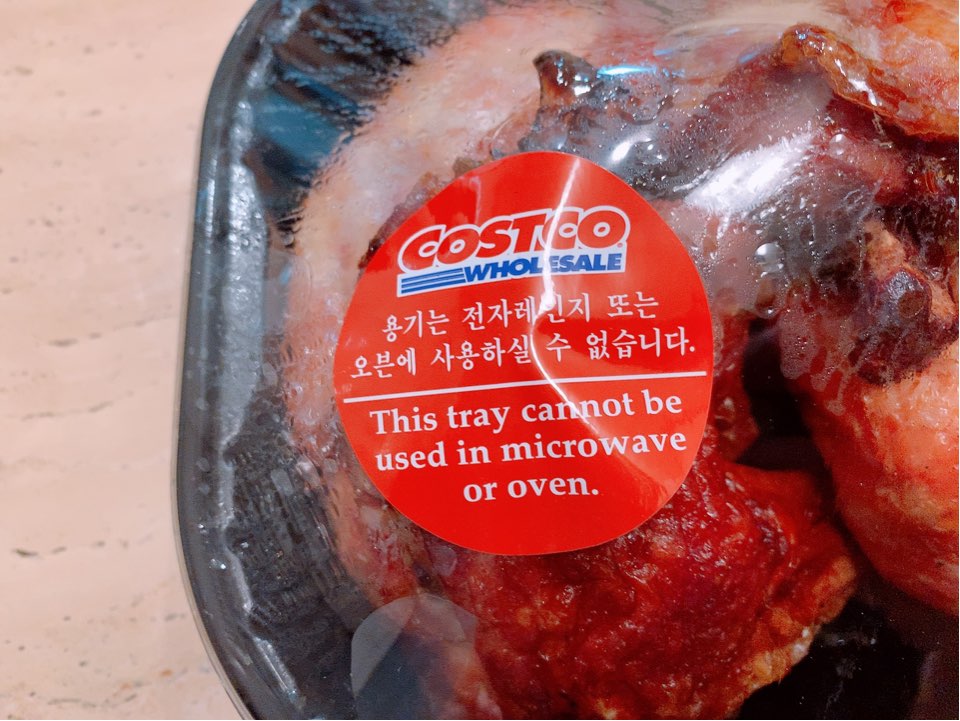 COSTCO
WHOLESALE
용기는 전자레인지 또는
오븐에 사용하실 수 없습니다.
This tray cannot be
used in microwave
or oven.